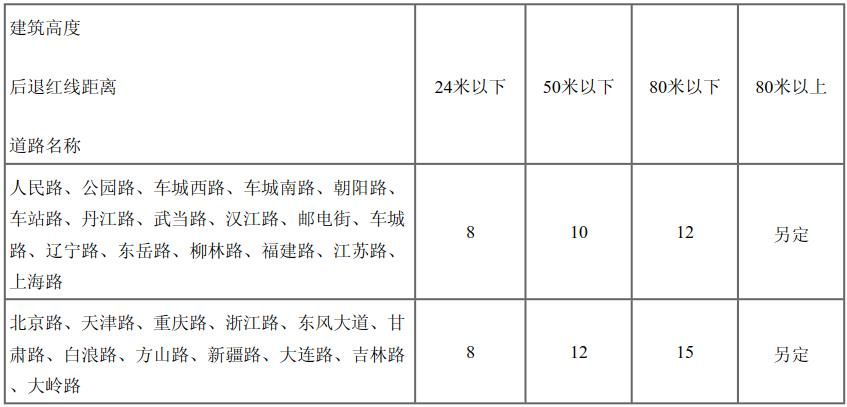 建筑高度
后退红线距离
道路名称
24米以下
50米以下
80米以下
80米以上
人民路、公园路、车城西路、车城南路、朝阳路、
车站路、丹江路、武当路、汉江路、邮电街、车城
路、辽宁路、东岳路、柳林路、福建路、江苏路、
上海路
8
10
12
另定
北京路、天津路、重庆路、浙江路、东风大道、甘
肃路、白浪路、方山路、新疆路、大连路、吉林路
、大岭路
8
12
15
另定